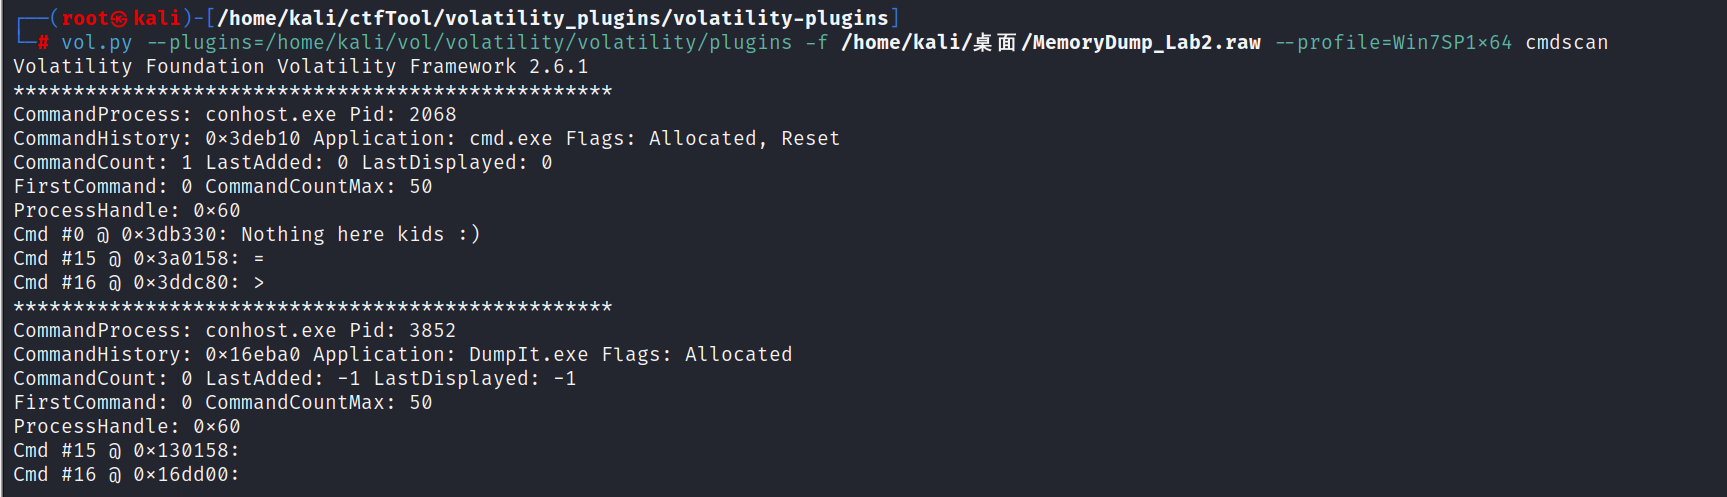 ┌──(root㉿kali)-[/home/kali/ctfTool/volatility_plugins/volatility-plugins]
└─# vol.py --plugins=/home/kali/vol/volatility/volatility/plugins -f /home/kali/桌面/MemoryDump_Lab2.raw --profile=Win7SP1x64 cmdscan
Volatility Foundation Volatility Framework 2.6.1
**************************************************
CommandProcess: conhost.exe Pid: 2068
CommandHistory: 0x3deb10 Application: cmd.exe Flags: Allocated, Reset
CommandCount: 1 LastAdded: 0 LastDisplayed: 0
FirstCommand: 0 CommandCountMax: 50
ProcessHandle: 0x60
Cmd #0 @ 0x3db330: Nothing here kids :)
Cmd #15 @ 0x3a0158: =
Cmd #16 @ 0x3ddc80: >
**************************************************
CommandProcess: conhost.exe Pid: 3852
CommandHistory: 0x16eba0 Application: DumpIt.exe Flags: Allocated
CommandCount: 0 LastAdded: -1 LastDisplayed: -1
FirstCommand: 0 CommandCountMax: 50
ProcessHandle: 0x60
Cmd #15 @ 0x130158:
Cmd #16 @ 0x16dd00: